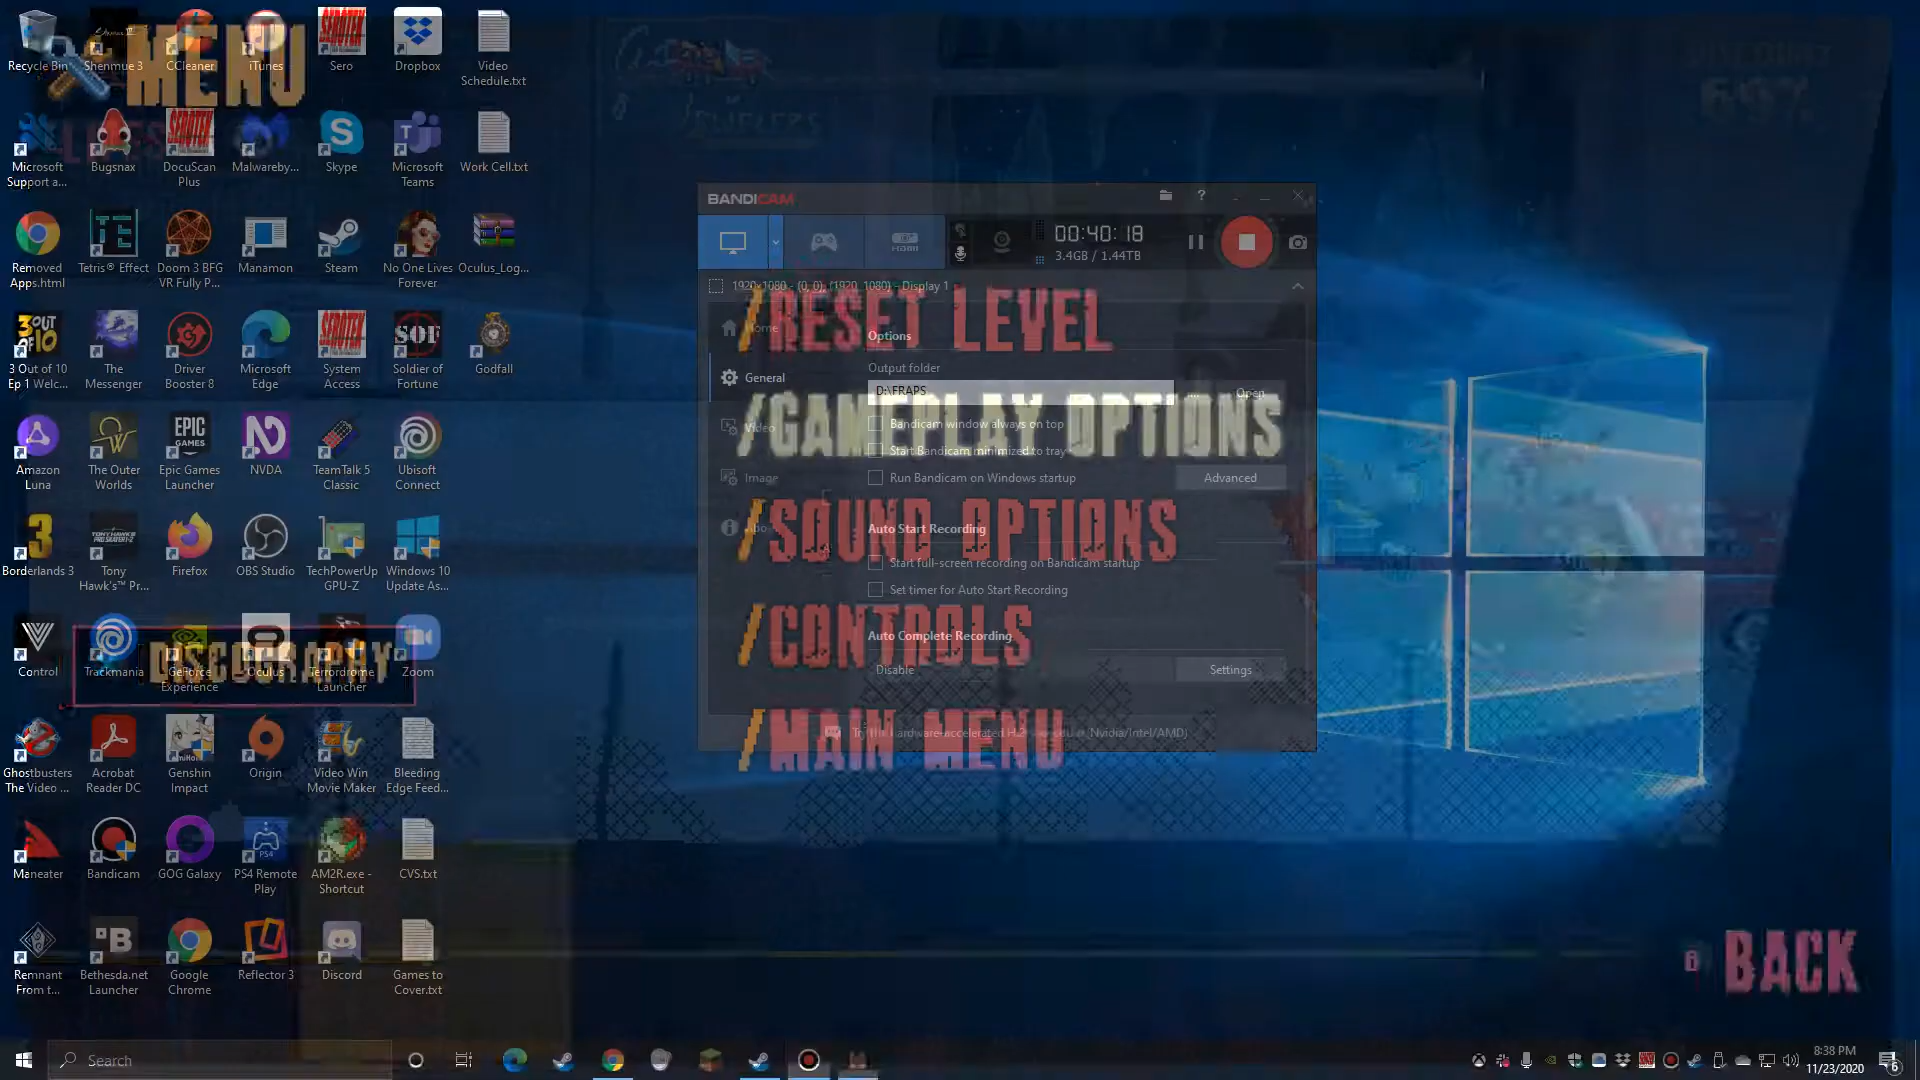 MENU
Recycle Bin
Shenmue 3
CCleaner
iTunes
Sero
Dropbox
Video Schedule.txt
Microsoft Support a...
Bugsnax
DocuScan Plus
Malwareby...
Skype
Microsoft Teams
Work Cell.txt
Removed Apps.html
Tetris® Effect
Doom 3 BFG VR Fully P...
Manamon
Steam
No One Lives Forever
Oculus_Log...
3 Out of 10 Ep 1 Welc...
The Messenger
Driver Booster 8
Microsoft Edge
System Access
Soldier of Fortune
Godfall
Amazon Luna
The Outer Worlds
Epic Games Launcher
NVDA
TeamTalk 5 Classic
Ubisoft Connect
Borderlands 3
Tony Hawk's™ Pr...
Firefox
OBS Studio
TechPowerUp GPU-Z
Windows 10 Update As...
Control
Trackmania
GeForce Experience
Oculus
Terrordrome Launcher
Zoom
DISCOGRAPHY
Ghostbusters The Video ...
Acrobat Reader DC
Genshin Impact
Origin
Video Win Movie Maker
Bleeding Edge Feed...
Maneater
Bandicam
GOG Galaxy
PS4 Remote Play
AM2R.exe - Shortcut
CVS.txt
Remnant From t...
Bethesda.net Launcher
Google Chrome
Reflector 3
Discord
Games to Cover.txt
BANDICAM
00:40:18
3.4GB / 1.44TB
1920x1080 - (0, 0), (1920, 1080) - Display 1
/RESET LEVEL
Home
General
Video
Image
Options
Output folder
D:\FRAPS
Open
/GAMEPLAY OPTIONS
Bandicam window always on top
Start Bandicam minimized to tray
Run Bandicam on Windows startup
Advanced
/SOUND OPTIONS
Auto Start Recording
Start full-screen recording on Bandicam startup
Set timer for Auto Start Recording
/CONTROLS
Auto Complete Recording
Disable
Settings
/MAIN MENU
BACK
Search
8:38 PM
11/23/2020
6